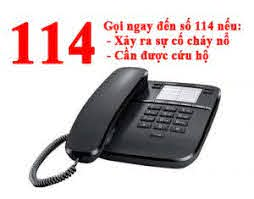 114
Gọi ngay đến số 114 nếu:
- Xảy ra sự cố cháy nổ
- Cần được cứu hộ